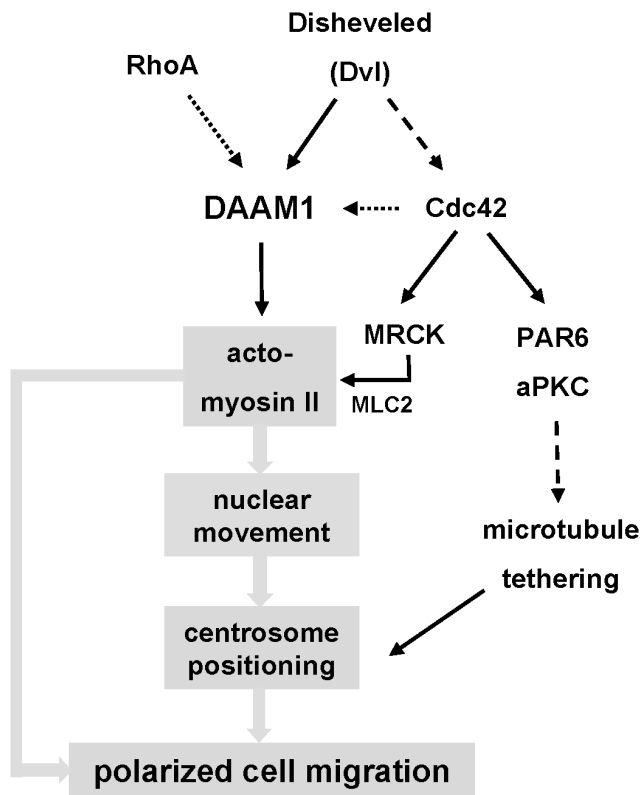 Disheveled
(Dvl)
RhoA
DAAM1
Cdc42
MRCK
PAR6
aPKC
acto-
myosin II
MLC2
nuclear
movement
microtubule
tethering
centrosome
positioning
polarized cell migration